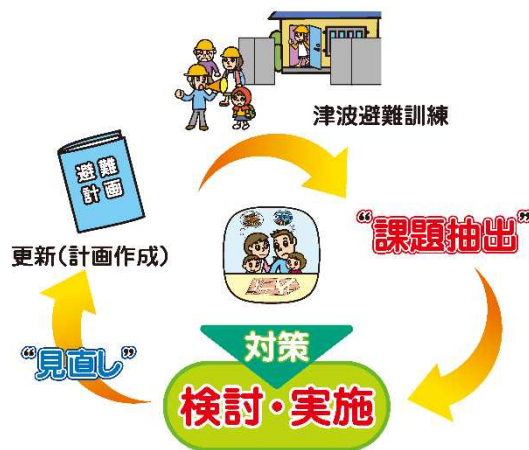 津波避難訓練
避難
計画
更新(計画作成)
“課題抽出”
対策
“見直し”
検討・実施